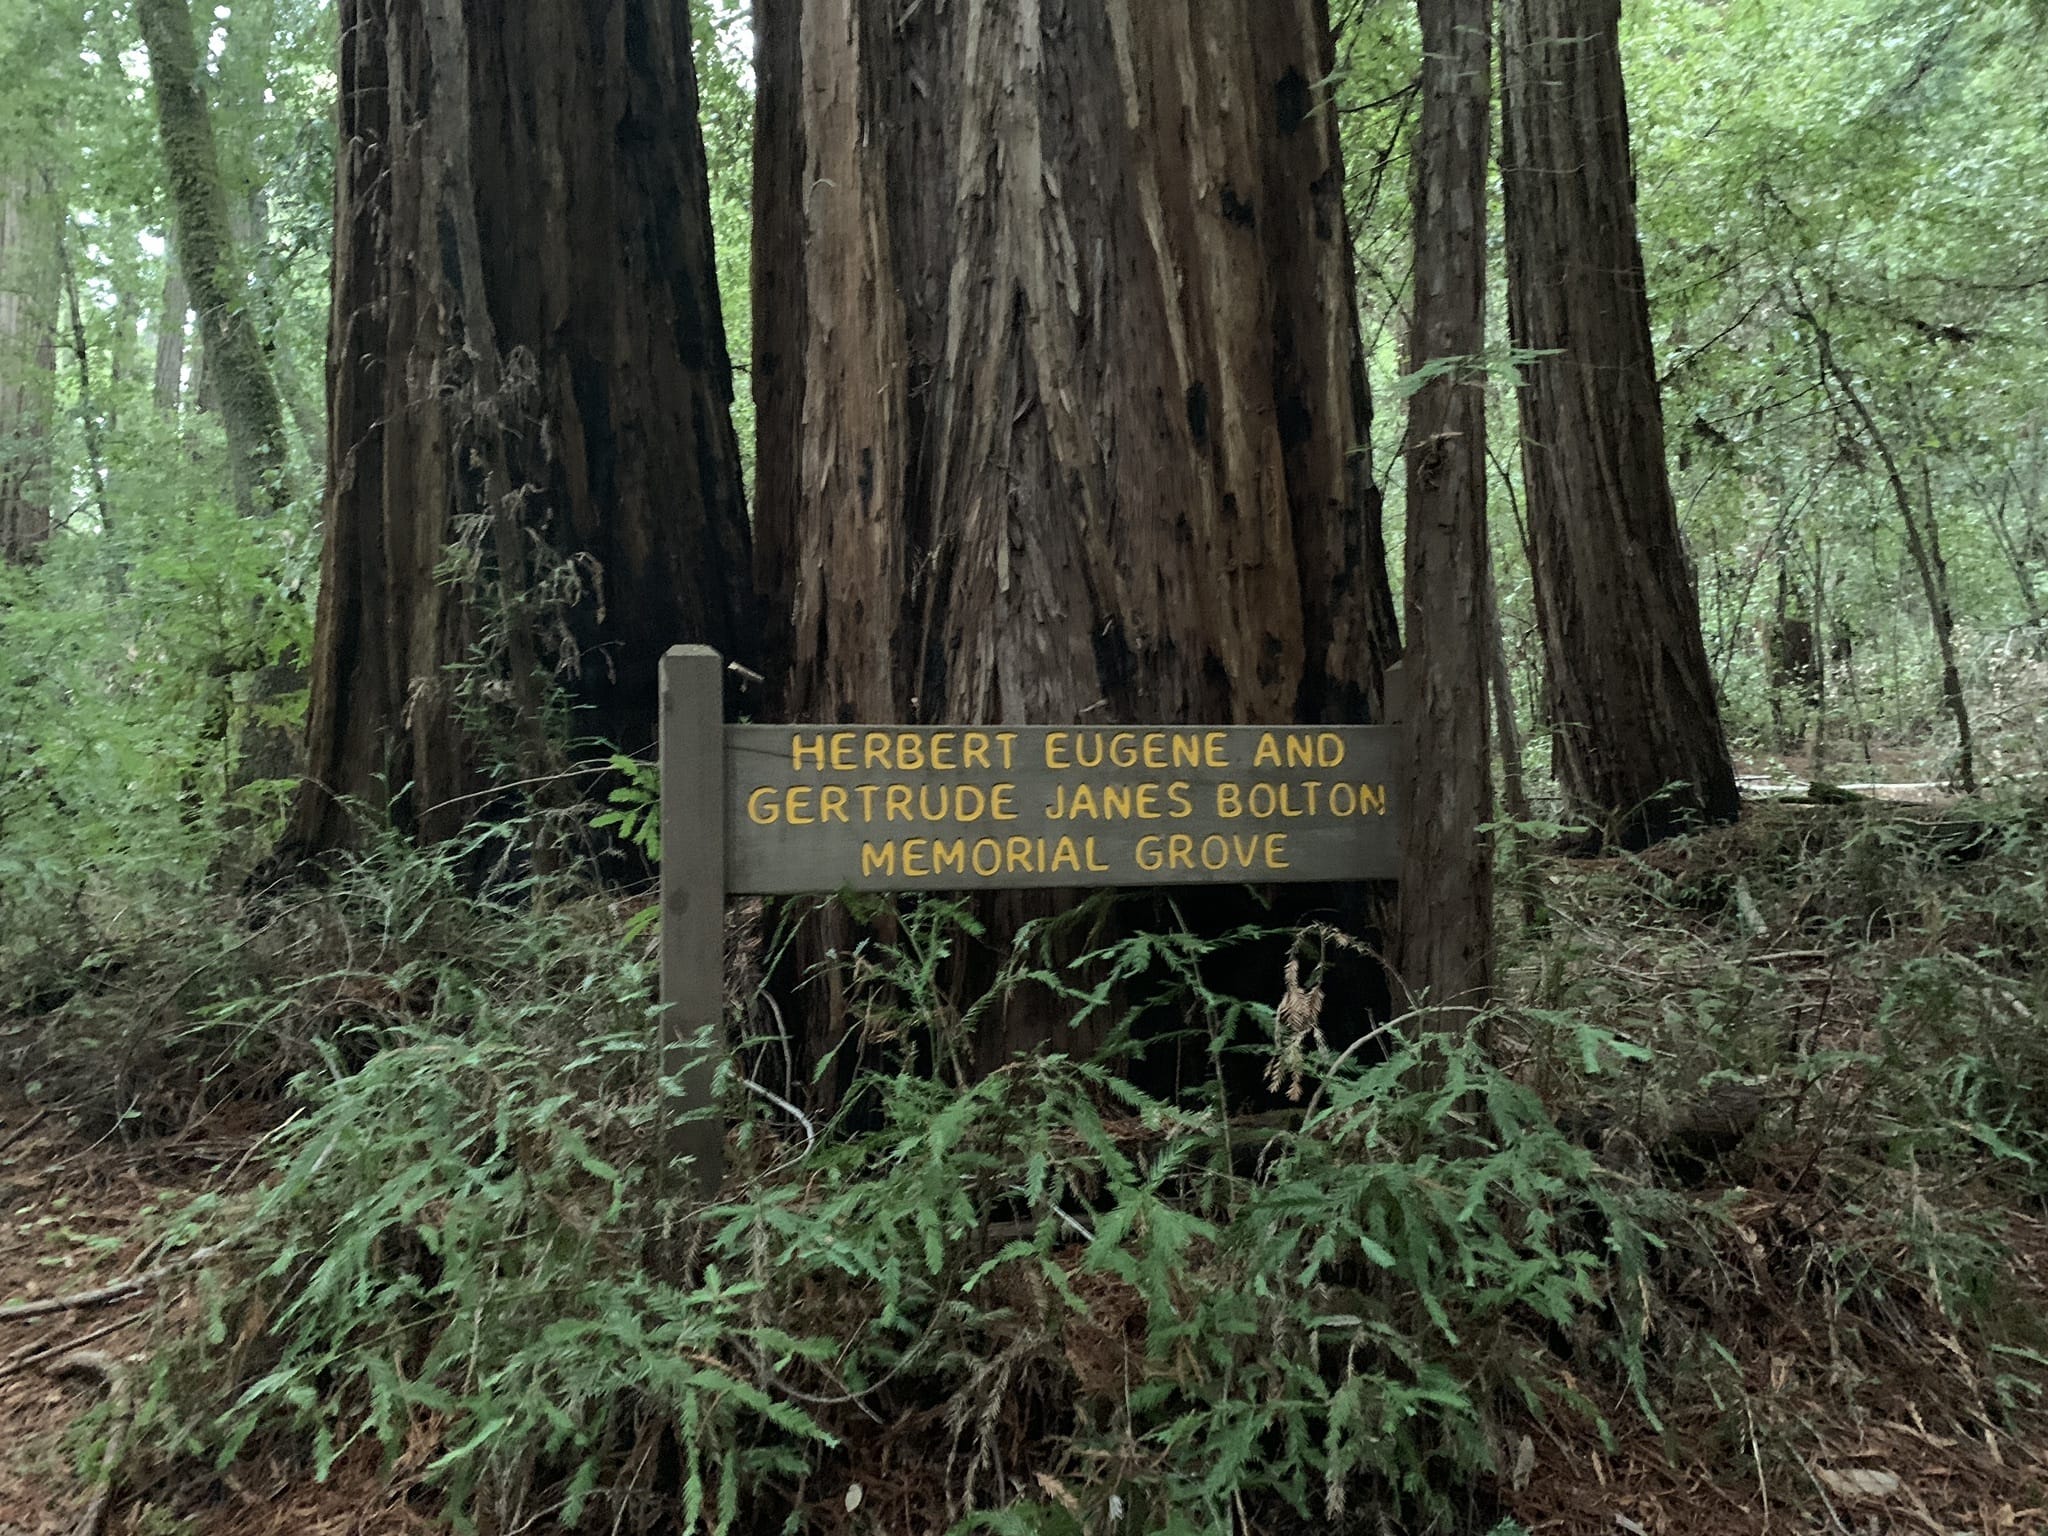 HERBERT EUGENE AND
GERTRUDE JANES BOLTON
MEMORIAL GROVE